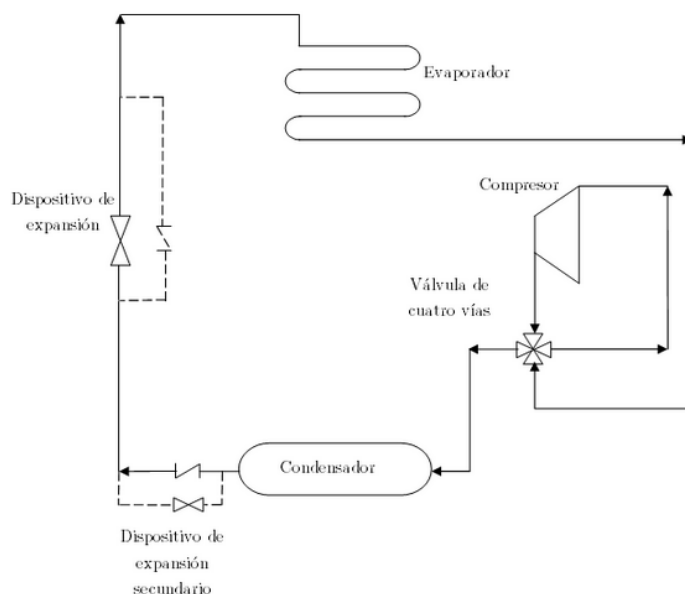 Evaporador
Compresor
Dispositivo de
expansión
Válvula de
cuatro vías
Condensador
Dispositivo de
expansión
secundario